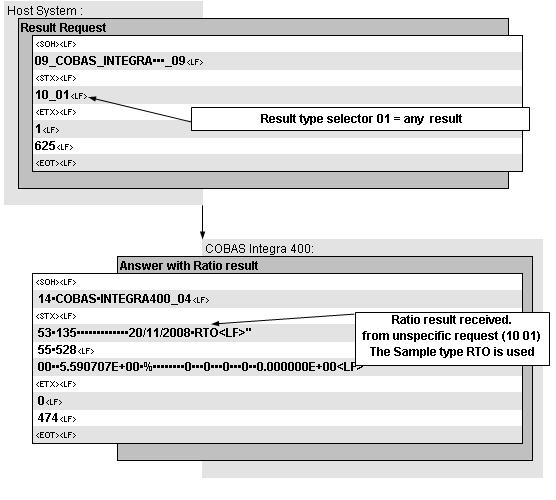 Host System :
Result Request
<SOH><LF>
09_COBAS_INTEGRA▪▪▪_09<LF>
<STX><LF>
10_01<LF>
Result type selector 01 = any result
<ETX><LF>
1<LF>
625<LF>
<EOT><LF>
COBAS Integra 400:
Answer with Ratio result
<SOH><LF>
14▪COBAS▪INTEGRA400_04<LF>
<STX><LF>
53▪135▪▪▪▪▪▪▪▪▪▪▪▪▪20/11/2008▪RTO<LF>"
Ratio result received.
from unspecific request (10 01)
The Sample type RTO is used
55▪528<LF>
00▪▪5.590707E+00▪%▪▪▪▪▪▪▪▪0▪▪▪0▪▪▪0▪▪▪0▪▪0.000000E+00<LF>
<ETX><LF>
0<LF>
474<LF>
<EOT><LF>